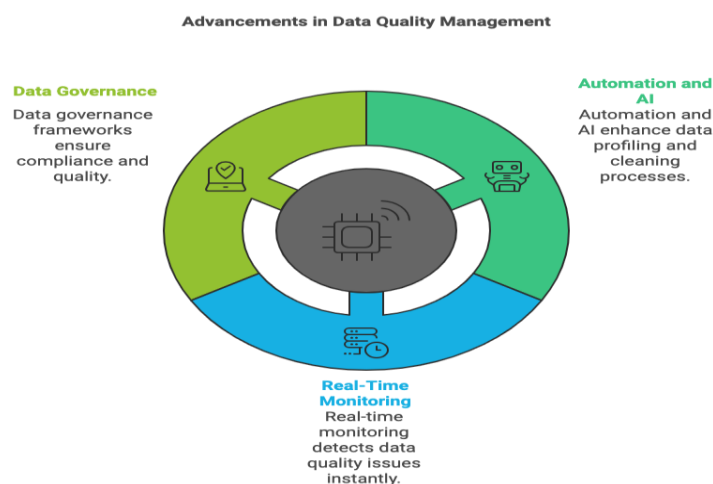 Advancements in Data Quality Management
Data Governance
Data governance
frameworks
ensure
compliance and
quality.
Automation and
AI
Automation and
AI enhance data
profiling and
cleaning
processes.
Real-Time
Monitoring
Real-time
monitoring
detects data
quality issues
instantly.